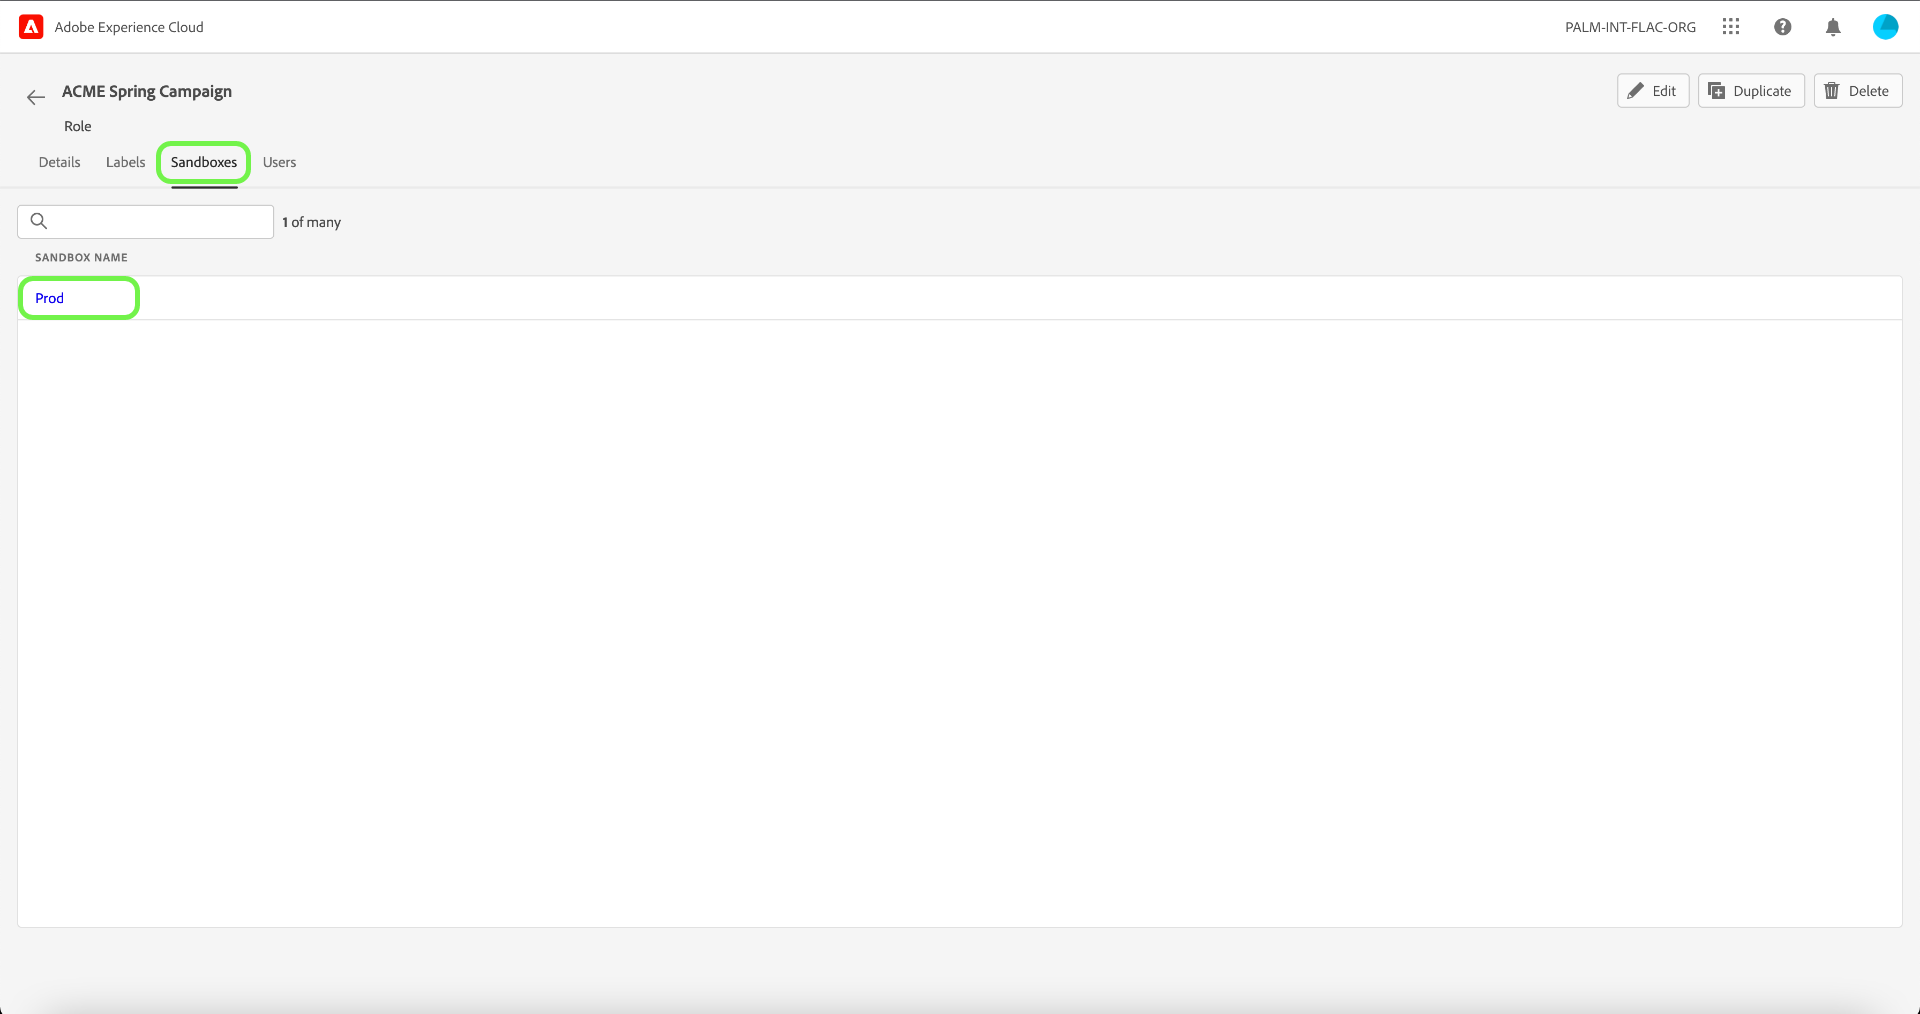 Adobe Experience Cloud
PALM-INT-FLAC-ORG
ACME Spring Campaign
Edit
Duplicate
Delete
Role
Details
Labels
Sandboxes
Users
1 of many
SANDBOX NAME
Prod